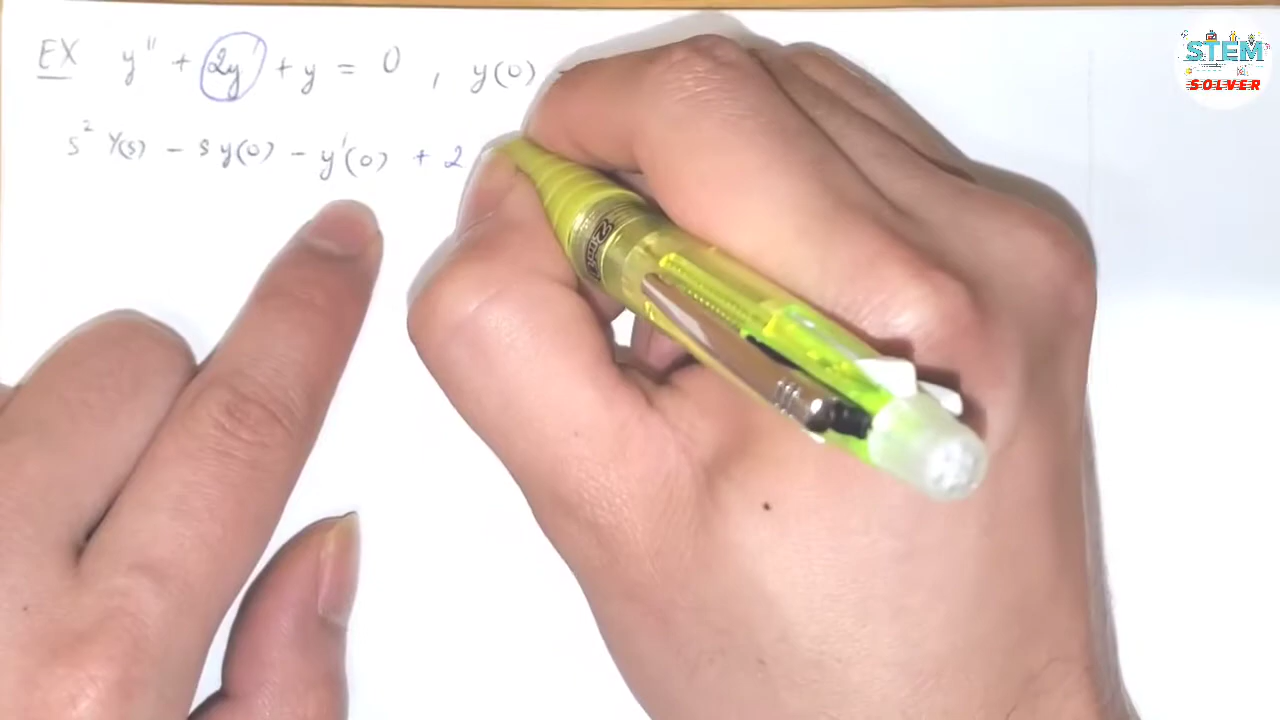 EX y'' + 2y' + y = 0 , y(0)
s² Y(s) - s y(0) - y'(0) + 2
STEM
SOLVER